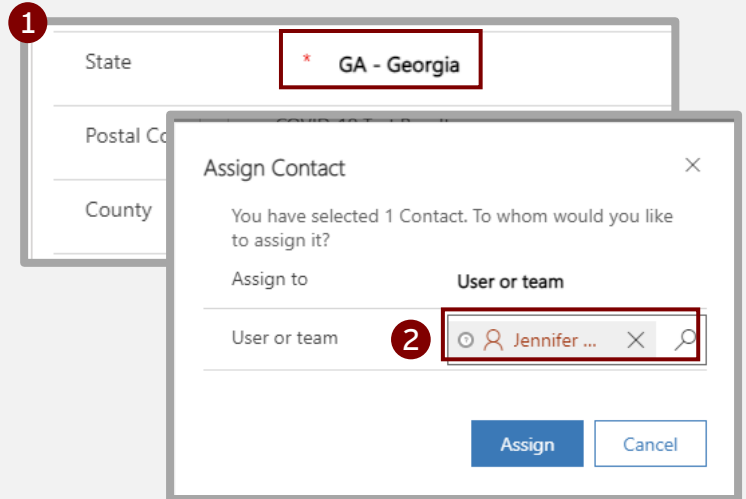 1
State * GA - Georgia
Postal Co
County
Assign Contact
You have selected 1 Contact. To whom would you like
to assign it?
Assign to User or team
User or team 2 Jennifer ...
Assign Cancel